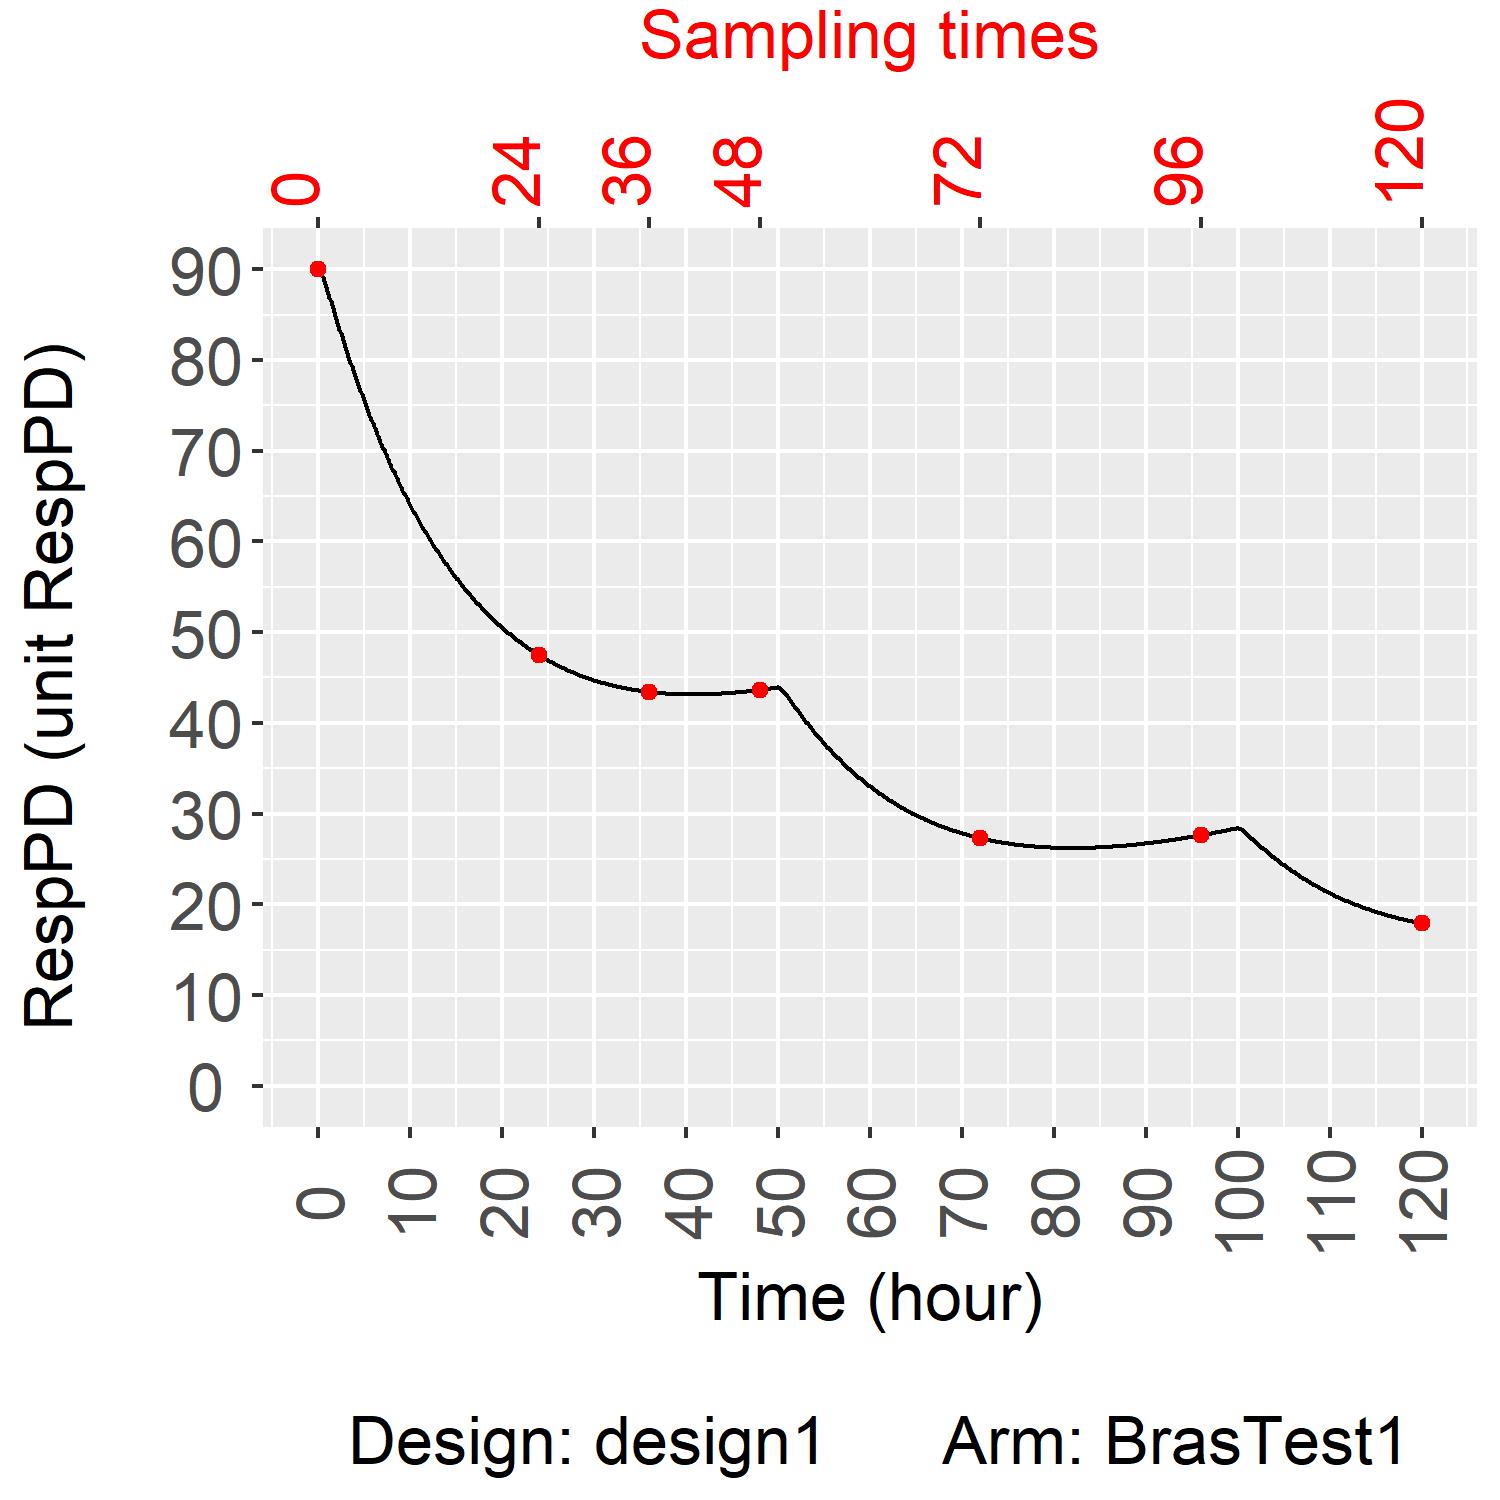 Sampling times
0 24 36 48 72 96 120
RespPD (unit RespPD)
90
80
70
60
50
40
30
20
10
0
0 10 20 30 40 50 60 70 80 90 100 110 120
Time (hour)
Design: design1 Arm: BrasTest1